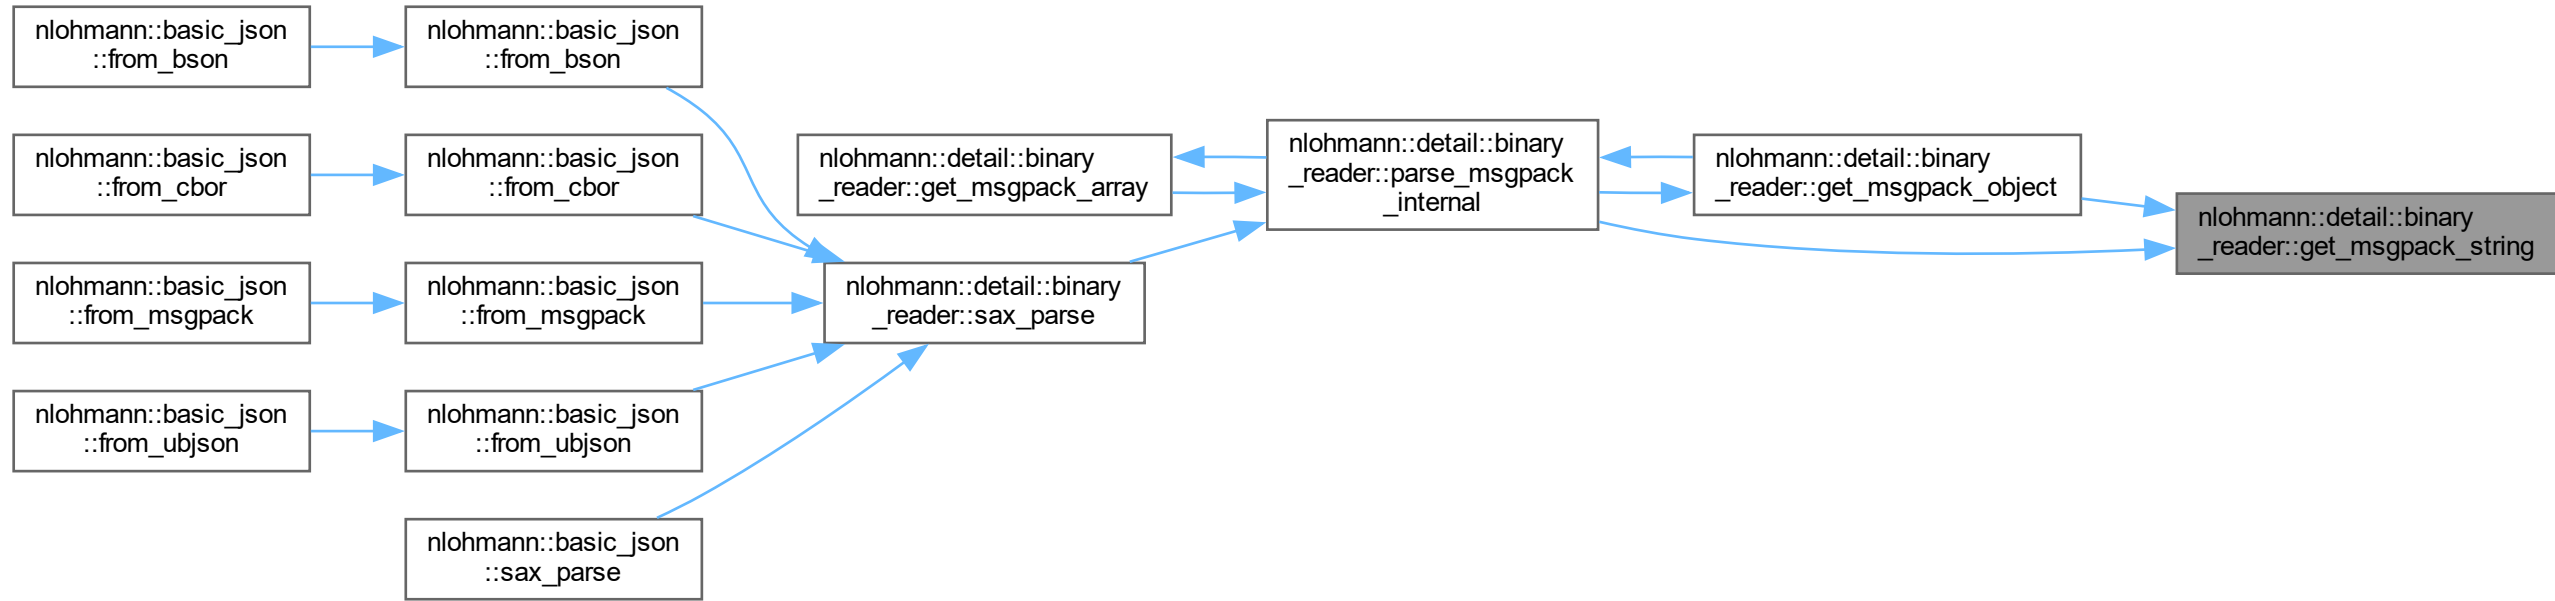 nlohmann::basic_json
::from_bson
nlohmann::basic_json
::from_bson
nlohmann::basic_json
::from_cbor
nlohmann::basic_json
::from_cbor
nlohmann::basic_json
::from_msgpack
nlohmann::basic_json
::from_msgpack
nlohmann::basic_json
::from_ubjson
nlohmann::basic_json
::from_ubjson
nlohmann::basic_json
::sax_parse
nlohmann::detail::binary
_reader::get_msgpack_array
nlohmann::detail::binary
_reader::sax_parse
nlohmann::detail::binary
_reader::parse_msgpack
_internal
nlohmann::detail::binary
_reader::get_msgpack_object
nlohmann::detail::binary
_reader::get_msgpack_string